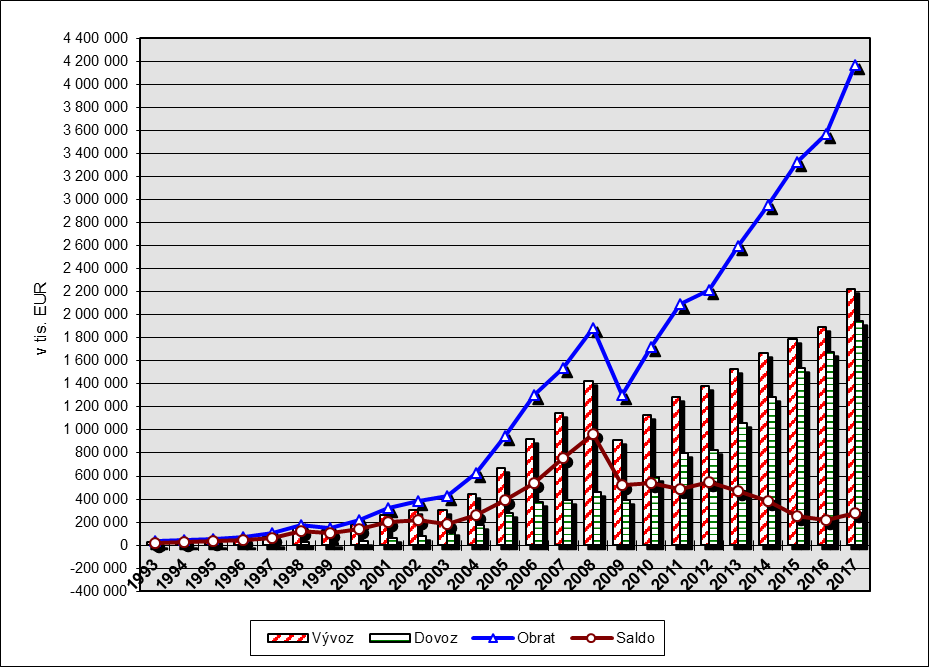 4 400 000
4 200 000
4 000 000
3 800 000
3 600 000
3 400 000
3 200 000
3 000 000
2 800 000
2 600 000
2 400 000
2 200 000
2 000 000
1 800 000
1 600 000
1 400 000
1 200 000
1 000 000
800 000
600 000
400 000
200 000
0
-200 000
-400 000
v tis. EUR
1993 1994 1995 1996 1997 1998 1999 2000 2001 2002 2003 2004 2005 2006 2007 2008 2009 2010 2011 2012 2013 2014 2015 2016 2017
Vývoz Dovoz Obrat Saldo